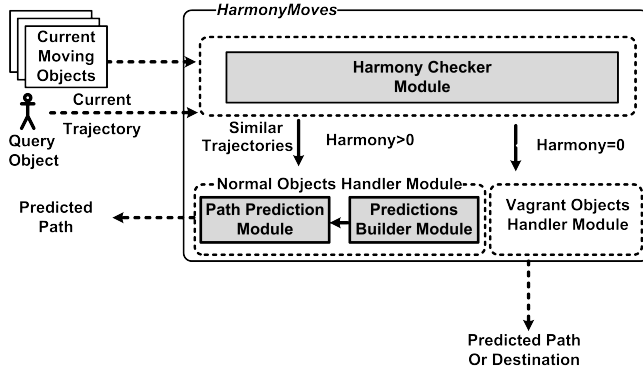 HarmonyMoves
Current
Moving
Objects
Harmony Checker
Module
Current
Trajectory
Query
Object
Similar
Trajectories
Harmony>0
Harmony=0
Normal Objects Handler Module
Path Prediction
Module
Predictions
Builder Module
Vagrant Objects
Handler Module
Predicted
Path
Predicted Path
Or Destination